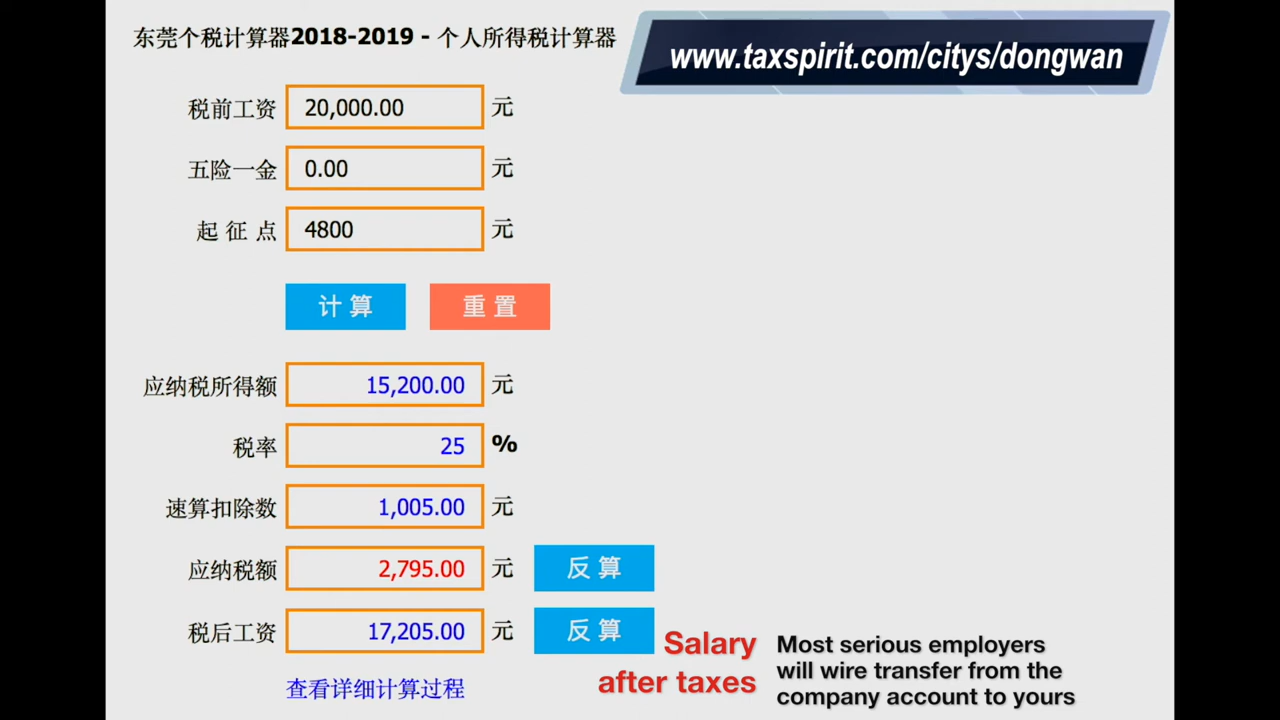 东莞个税计算器2018-2019 - 个人所得税计算器
www.taxspirit.com/citys/dongwan
税前工资 20,000.00 元
五险一金 0.00 元
起征点 4800 元
计算 重置
应纳税所得额 15,200.00 元
税率 25 %
速算扣除数 1,005.00 元
应纳税额 2,795.00 元 反算
税后工资 17,205.00 元 反算
查看详细计算过程
Salary
after taxes
Most serious employers
will wire transfer from the
company account to yours